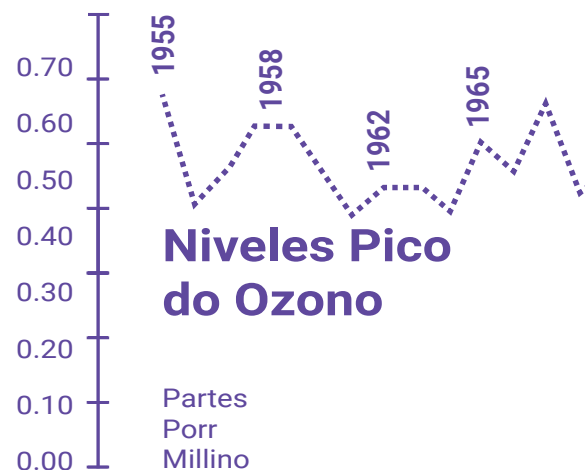 0.70
0.60
0.50
0.40
0.30
0.20
0.10
0.00
1955
1958
1962
1965
Niveles Pico
do Ozono
Partes
Porr
Millino